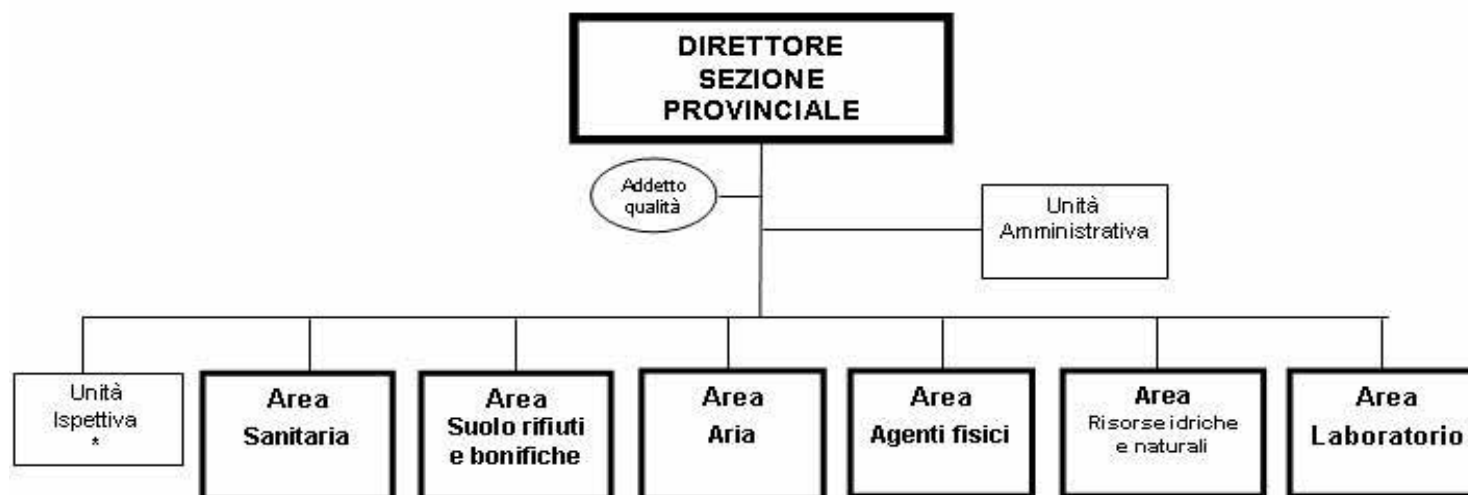 DIRETTORE
SEZIONE
PROVINCIALE
Addetto
qualità
Unità
Amministrativa
Unità
Ispettiva
*
Area
Sanitaria
Area
Suolo rifiuti
e bonifiche
Area
Aria
Area
Agenti fisici
Area
Risorse idriche
e naturali
Area
Laboratorio